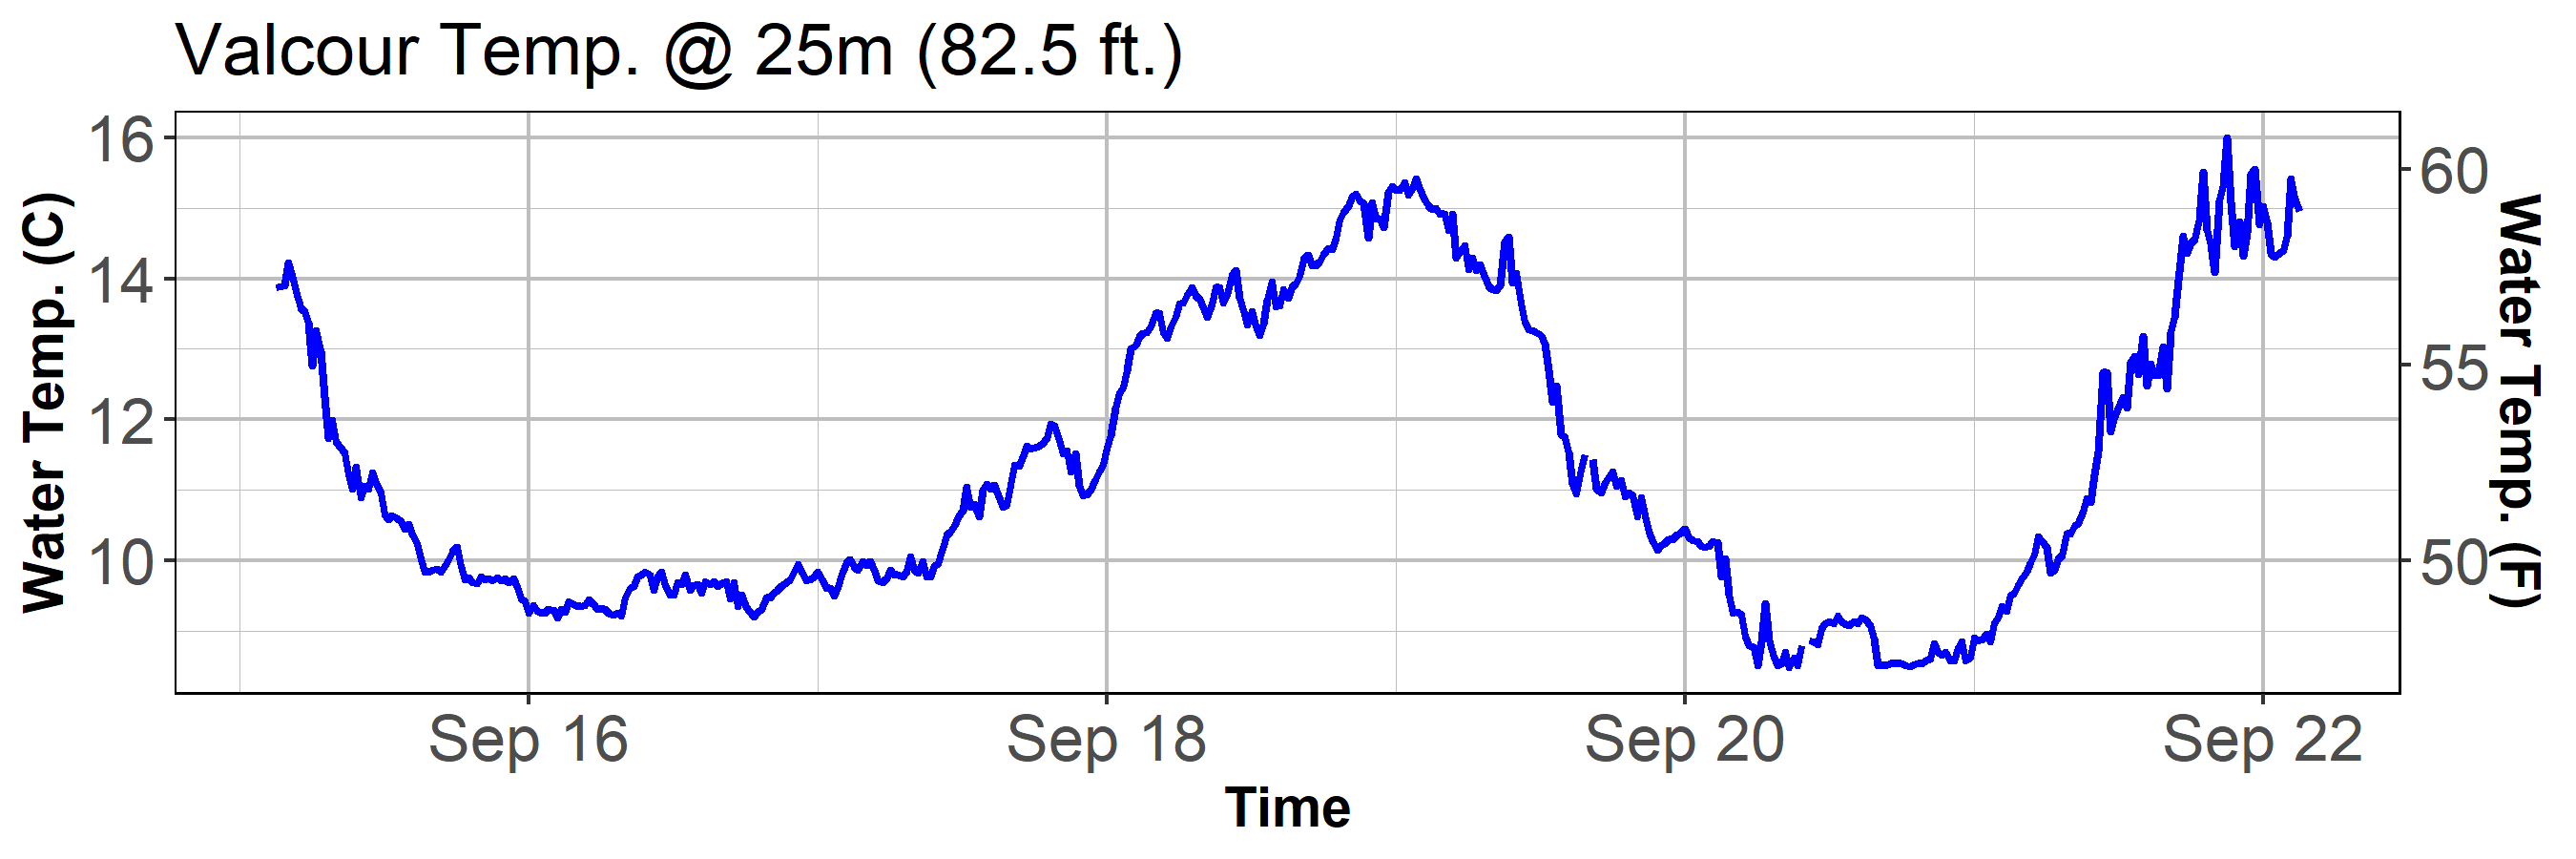 Valcour Temp. @ 25m (82.5 ft.)
Water Temp. (C)
16
14
12
10
60
55
50
Water Temp. (F)
Sep 16
Sep 18
Sep 20
Sep 22
Time